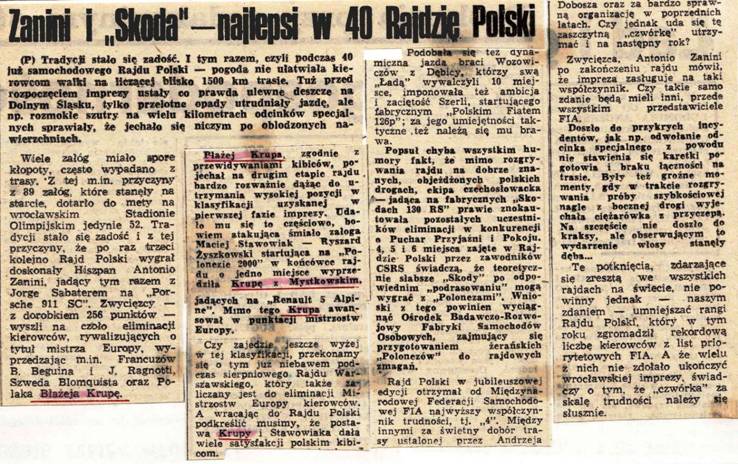 Zanini i „Skoda"—najlepsi w 40 Rajdzie Polski
(P) Tradycji stało się zadość. I tym razem, czyli podczas 40
już samochodowego Rajdu Polski — pogoda nie ułatwiała kie-
rowcom walki na liczącej blisko 1500 km trasie. Tuż przed
rozpoczęciem imprezy ustały co prawda ulewne deszcze na
Dolnym Śląsku, tylko przelotne opady utrudniały jazdę, ale
np. rozmokłe szutry na wielu kilometrach odcinków specjal-
nych sprawiały, że jechało się niczym po oblodzonych na-
wierzchniach.
Wiele załóg miało spore
kłopoty, często wypadano z
trasy. Z tej m.in. przyczyny
z 89 załóg, które stanęły na
starcie, dotarło do mety na
wrocławskim Stadionie
Olimpijskim jedynie 52. Tra-
dycji stało się zadość i z tej
przyczyny, że po raz trzeci
kolejno Rajd Polski wygrał
doskonały Hiszpan Antonio
Zanini, jadący tym razem z
Jorge Sabaterem na „Por-
sche 911 SC". Zwycięzcy —
z dorobkiem 256 punktów —
wyszli na czoło eliminacji
kierowców, rywalizujących o
tytuł mistrza Europy, wy-
przedzając m.in. Francuzów
B. Beguina i J. Ragnotti,
Szweda Blomquista oraz Po-
laka Błażeja Krupę.
Błażej Krupa zgodnie z
przewidywaniami kibiców, po-
jechał na drugim etapie rajdu
bardzo rozważnie dążąc do u-
trzymania wysokiej pozycji w
klasyfikacji uzyskanej w
pierwszej fazie imprezy. Uda-
ło mu się to częściowo, bo-
wiem atakująca śmiało załoga
Maciej Stawowiak — Ryszard
Żyszkowski startująca na „Po-
lonezie 2000" w końcówce raj-
du o jedno miejsce wyprze-
dziła Krupę z Mystkowskim
jadących na „Renault 5 Alpi-
ne". Mimo tego Krupa awan-
sował w punktacji mistrzostw
Europy.
Czy zajedzie jeszcze wyżej
w tej klasyfikacji, przekonamy
się o tym już niebawem pod-
czas sierpniowego Rajdu War-
szawskiego, który także wliczany jest do eliminacji Mi-
strzostw Europy kierowców.
A wracając do Rajdu Polski
podkreślić musimy, że posta-
wa Krupy i Stawowiaka dała
wiele satysfakcji polskim kibi-
com.
Podobała się też dyna-
miczna jazda braci Wozowi-
czów z Dębicy, którzy swą
„Ładą" wywalczyli 10 miej-
sce, imponowała też ambicja
i zaciętość Szerli, startującego
fabrycznym „Polskim Fiatem
126p"; za jego umiejętności tak-
tyczne też należą się mu bra-
wa.
Popsuł chyba wszystkim
humory fakt, że mimo rozgry-
wania rajdu na dobrze zna-
nych, objeżdżonych polskich
drogach, ekipa czechosłowacka
— jadąca na fabrycznych „Sko-
dach 130 RS" prawie znokau-
towała pozostałych uczestni-
ków eliminacji w konkurencji
o Puchar Przyjaźni i Pokoju.
4, 5 i 6 miejsca zajęte w Raj-
dzie Polski przez zawodników
CSRS świadczą, że teoretycz-
nie słabsze „Skody" po odpo-
wiednim „podrasowaniu" mogą
wygrać z „Polonezami". Wnio-
ski z tego powinien wyciąg-
nąć Ośrodek Badawczo-Rozwo-
jowy Fabryki Samochodów
Osobowych, zajmujący się
przygotowaniem żerańskich
„Polonezów" do rajdowych
zmagań.
Rajd Polski w jubileuszowej
edycji otrzymał od Między-
narodowej Federacji Samocho-
dowej FIA najwyższy współczyn-
nik trudności, tj. „4". Między
innymi za świetny dobór tra-
sy ustalonej przez Andrzeja
Dobosza oraz za bardzo spraw-
ną organizację w poprzednich
latach. Czy jednak uda się tę
zaszczytną „czwórkę" utrzy-
mać i na następny rok?
Zwycięzca, Antonio Zanini
po zakończeniu rajdu mówił,
że impreza zasługuje na taki
współczynnik. Czy takie samo
zdanie będą mieli inni, przede
wszystkim przedstawiciele
FIA.
Doszło do przykrych incy-
dentów, jak np. odwołanie od-
cinka specjalnego z powodu
nie stawienia się karetki po-
gotowia i braku łączności na
trasie. Były też groźne mo-
menty, gdy w trakcie rozgry-
wania próby szybkościowej
nagle z bocznej drogi wyje-
chała ciężarówka z przyczepą.
Na szczęście nie doszło do
kraksy, ale obserwującym to
wydarzenie włosy stanęły
dęba...
Te potknięcia, zdarzające
się zresztą we wszystkich
rajdach na świecie, nie po-
winny jednak — naszym
zdaniem — umniejszać rangi
Rajdu Polski, który w tym
roku zgromadził rekordową
liczbę kierowców z list prio-
rytetowych FIA. A że wielu
z nich nie zdołało ukończyć
wrocławskiej imprezy, świad-
czy o tym, że „czwórka" za
skalę trudności należy się
słusznie.